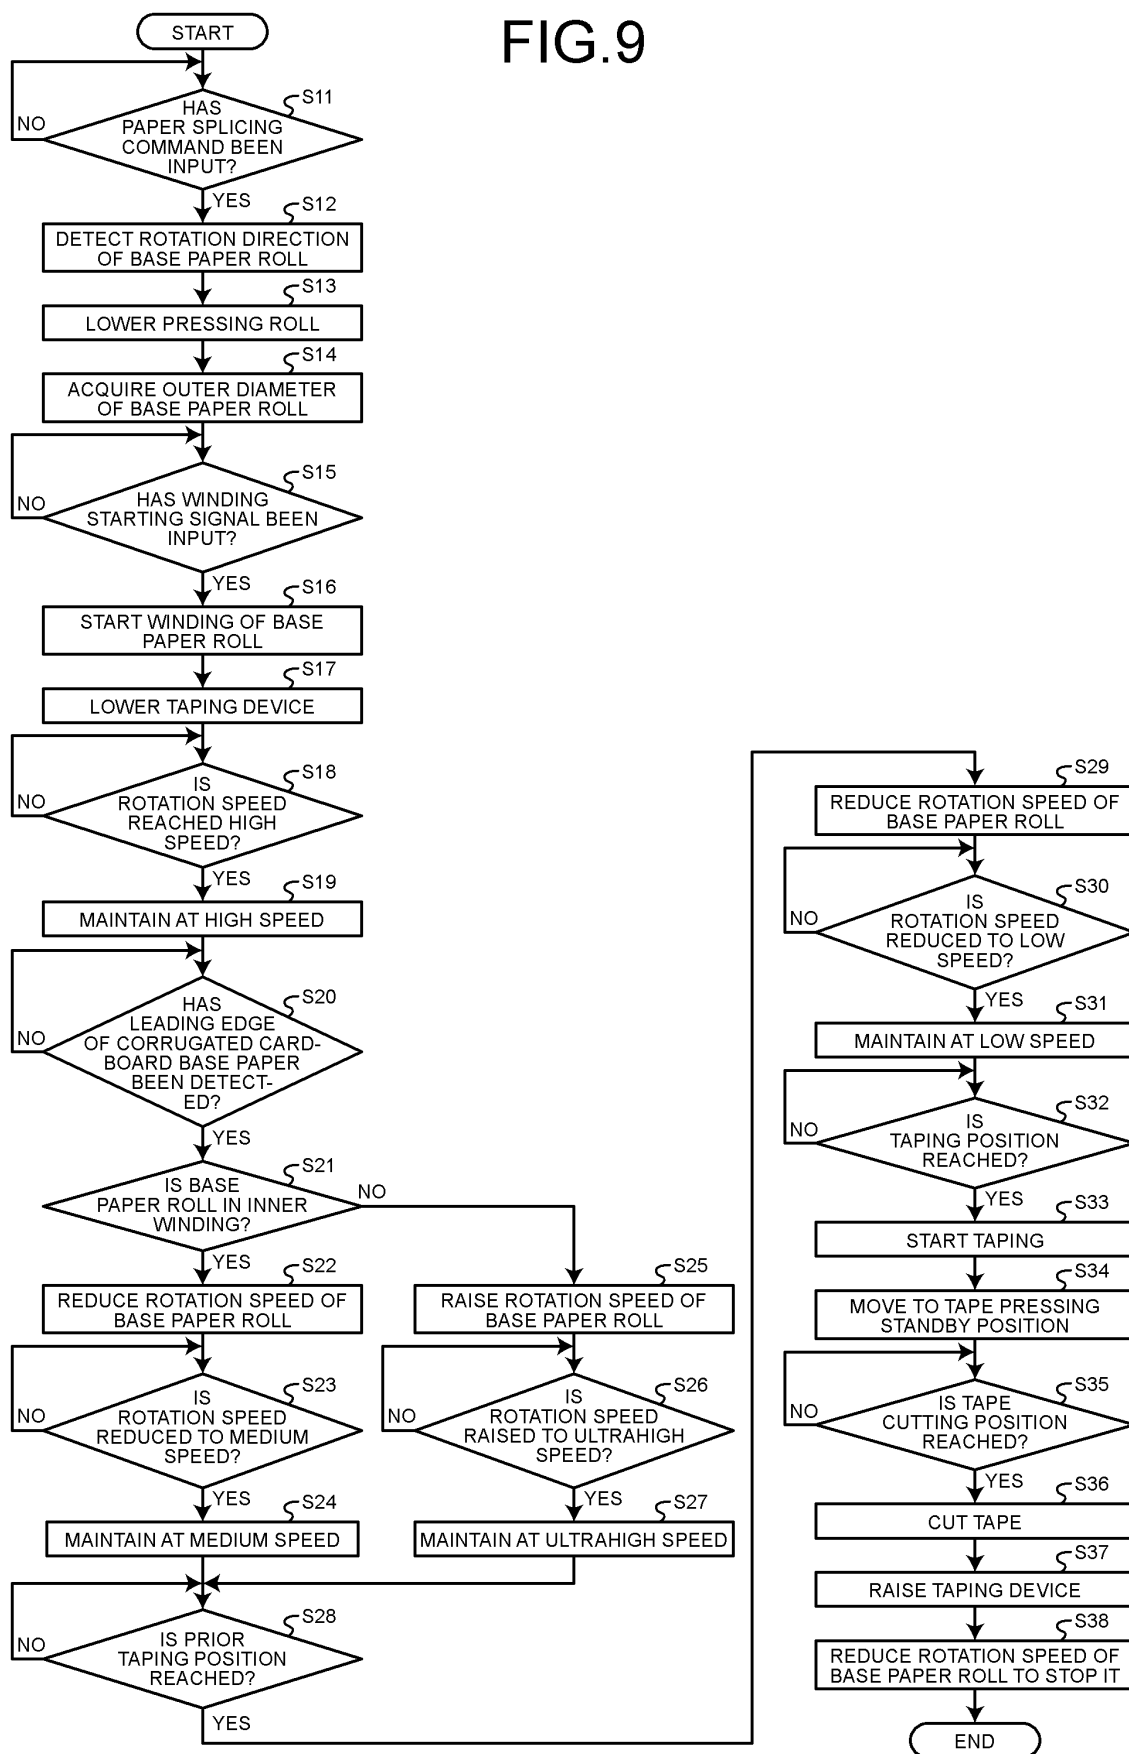 FIG.9
START
S11
HAS
PAPER SPLICING
COMMAND BEEN
INPUT?
NO
YES
S12
DETECT ROTATION DIRECTION
OF BASE PAPER ROLL
S13
LOWER PRESSING ROLL
S14
ACQUIRE OUTER DIAMETER
OF BASE PAPER ROLL
S15
HAS WINDING
STARTING SIGNAL BEEN
INPUT?
NO
YES
S16
START WINDING OF BASE
PAPER ROLL
S17
LOWER TAPING DEVICE
S18
IS
ROTATION SPEED
REACHED HIGH
SPEED?
NO
YES
S19
MAINTAIN AT HIGH SPEED
S20
HAS
LEADING EDGE
OF CORRUGATED CARD-
BOARD BASE PAPER
BEEN DETECT-
ED?
NO
YES
S21
IS BASE
PAPER ROLL IN INNER
WINDING?
NO
YES
S22
REDUCE ROTATION SPEED OF
BASE PAPER ROLL
S23
IS
ROTATION SPEED
REDUCED TO MEDIUM
SPEED?
NO
YES
S24
MAINTAIN AT MEDIUM SPEED
S25
RAISE ROTATION SPEED OF
BASE PAPER ROLL
S26
IS
ROTATION SPEED
RAISED TO ULTRAHIGH
SPEED?
NO
YES
S27
MAINTAIN AT ULTRAHIGH SPEED
S28
IS PRIOR
TAPING POSITION
REACHED?
NO
YES
S29
REDUCE ROTATION SPEED OF
BASE PAPER ROLL
S30
IS
ROTATION SPEED
REDUCED TO LOW
SPEED?
NO
YES
S31
MAINTAIN AT LOW SPEED
S32
IS
TAPING POSITION
REACHED?
NO
YES
S33
START TAPING
S34
MOVE TO TAPE PRESSING
STANDBY POSITION
S35
IS TAPE
CUTTING POSITION
REACHED?
NO
YES
S36
CUT TAPE
S37
RAISE TAPING DEVICE
S38
REDUCE ROTATION SPEED OF
BASE PAPER ROLL TO STOP IT
END